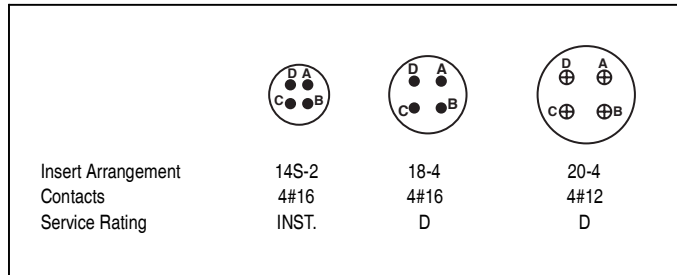 D A D A D A
C B C B C B
Insert Arrangement 14S-2 18-4 20-4
Contacts 4#16 4#16 4#12
Service Rating INST. D D